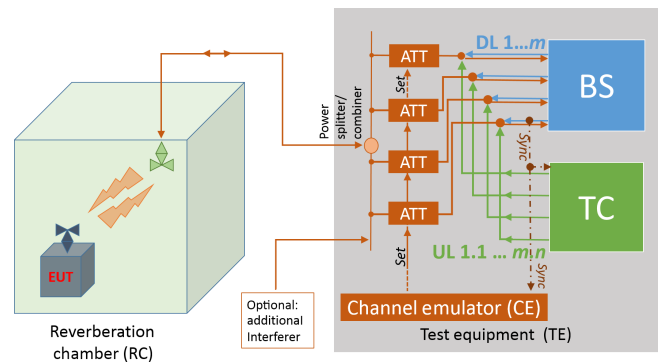 DL 1...m
ATT
BS
Set
Power
splitter/
combiner
ATT
Sync
ATT
TC
ATT
EUT
Set
UL 1.1 ... m.n
Sync
Optional:
additional
Interferer
Channel emulator (CE)
Test equipment (TE)
Reverberation
chamber (RC)